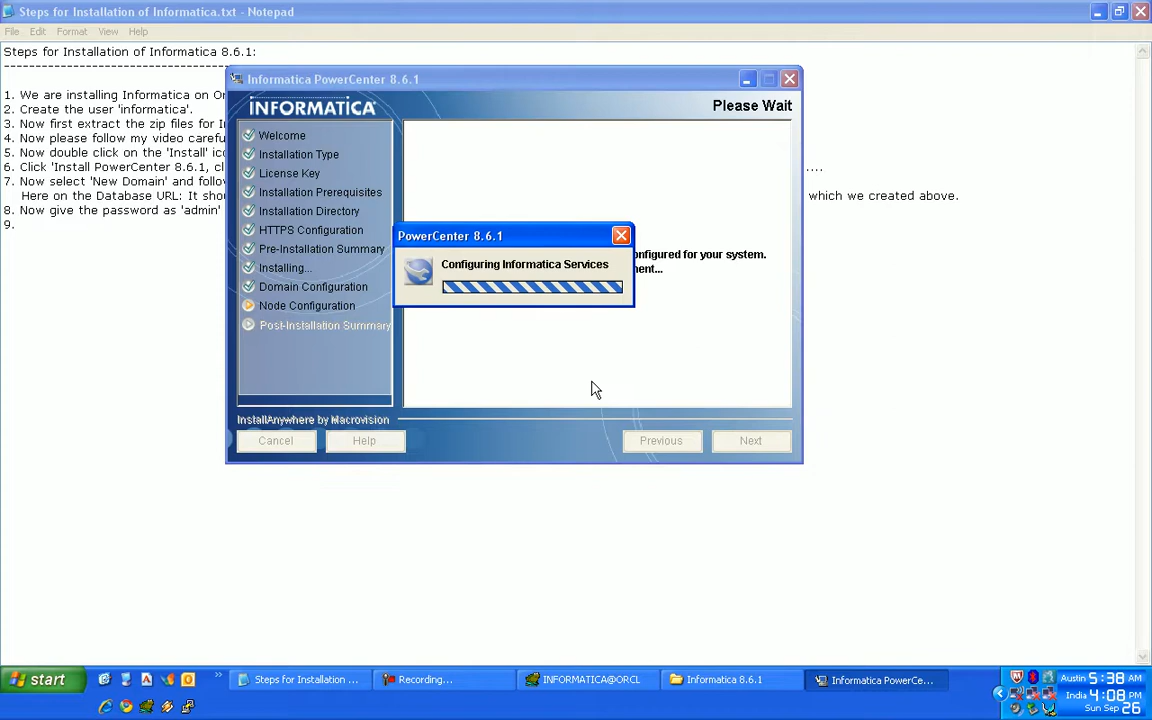 Steps for Installation of Informatica.txt - Notepad
File Edit Format View Help
Steps for Installation of Informatica 8.6.1:
1. We are installing Informatica on Or
2. Create the user 'informatica'.
3. Now first extract the zip files for I
4. Now please follow my video carefu
5. Now double click on the 'Install' ic
6. Click 'Install PowerCenter 8.6.1, cl ....
7. Now select 'New Domain' and follo
Here on the Database URL: It sho which we created above.
8. Now give the password as 'admin'
9.
Informatica PowerCenter 8.6.1
INFORMATICA
Please Wait
Welcome
Installation Type
License Key
Installation Prerequisites
Installation Directory
HTTPS Configuration
Pre-Installation Summary
Installing...
Domain Configuration
Node Configuration
Post-Installation Summary
onfigured for your system.
ent...
PowerCenter 8.6.1
Configuring Informatica Services
InstallAnywhere by Macrovision
Cancel Help Previous Next
start
Steps for Installation ...
Recording...
INFORMATICA@ORCL
Informatica 8.6.1
Informatica PowerCe...
Austin 5:38 AM
India 4:08 PM
Sun Sep 26